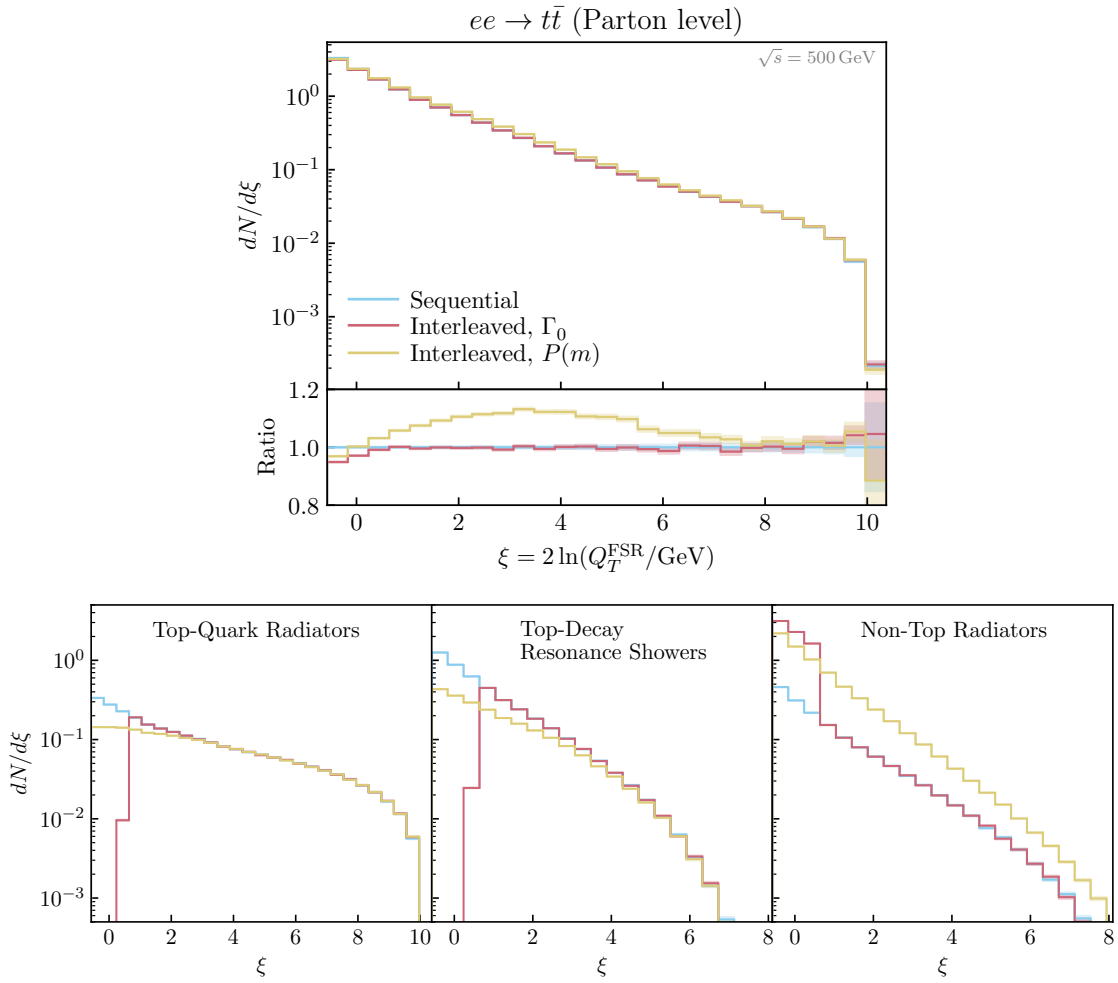 ee → tt̄ (Parton level)
√s = 500 GeV
10⁰
10⁻¹
10⁻²
10⁻³
dN/dξ
Sequential
Interleaved, Γ₀
Interleaved, P(m)
1.2
1.0
0.8
Ratio
0 2 4 6 8 10
ξ = 2 ln(Q_T^FSR/GeV)
Top-Quark Radiators
Top-Decay
Resonance Showers
Non-Top Radiators
10⁰
10⁻¹
10⁻²
10⁻³
dN/dξ
0 2 4 6 8 10 0 2 4 6 8 0 2 4 6 8
ξ ξ ξ